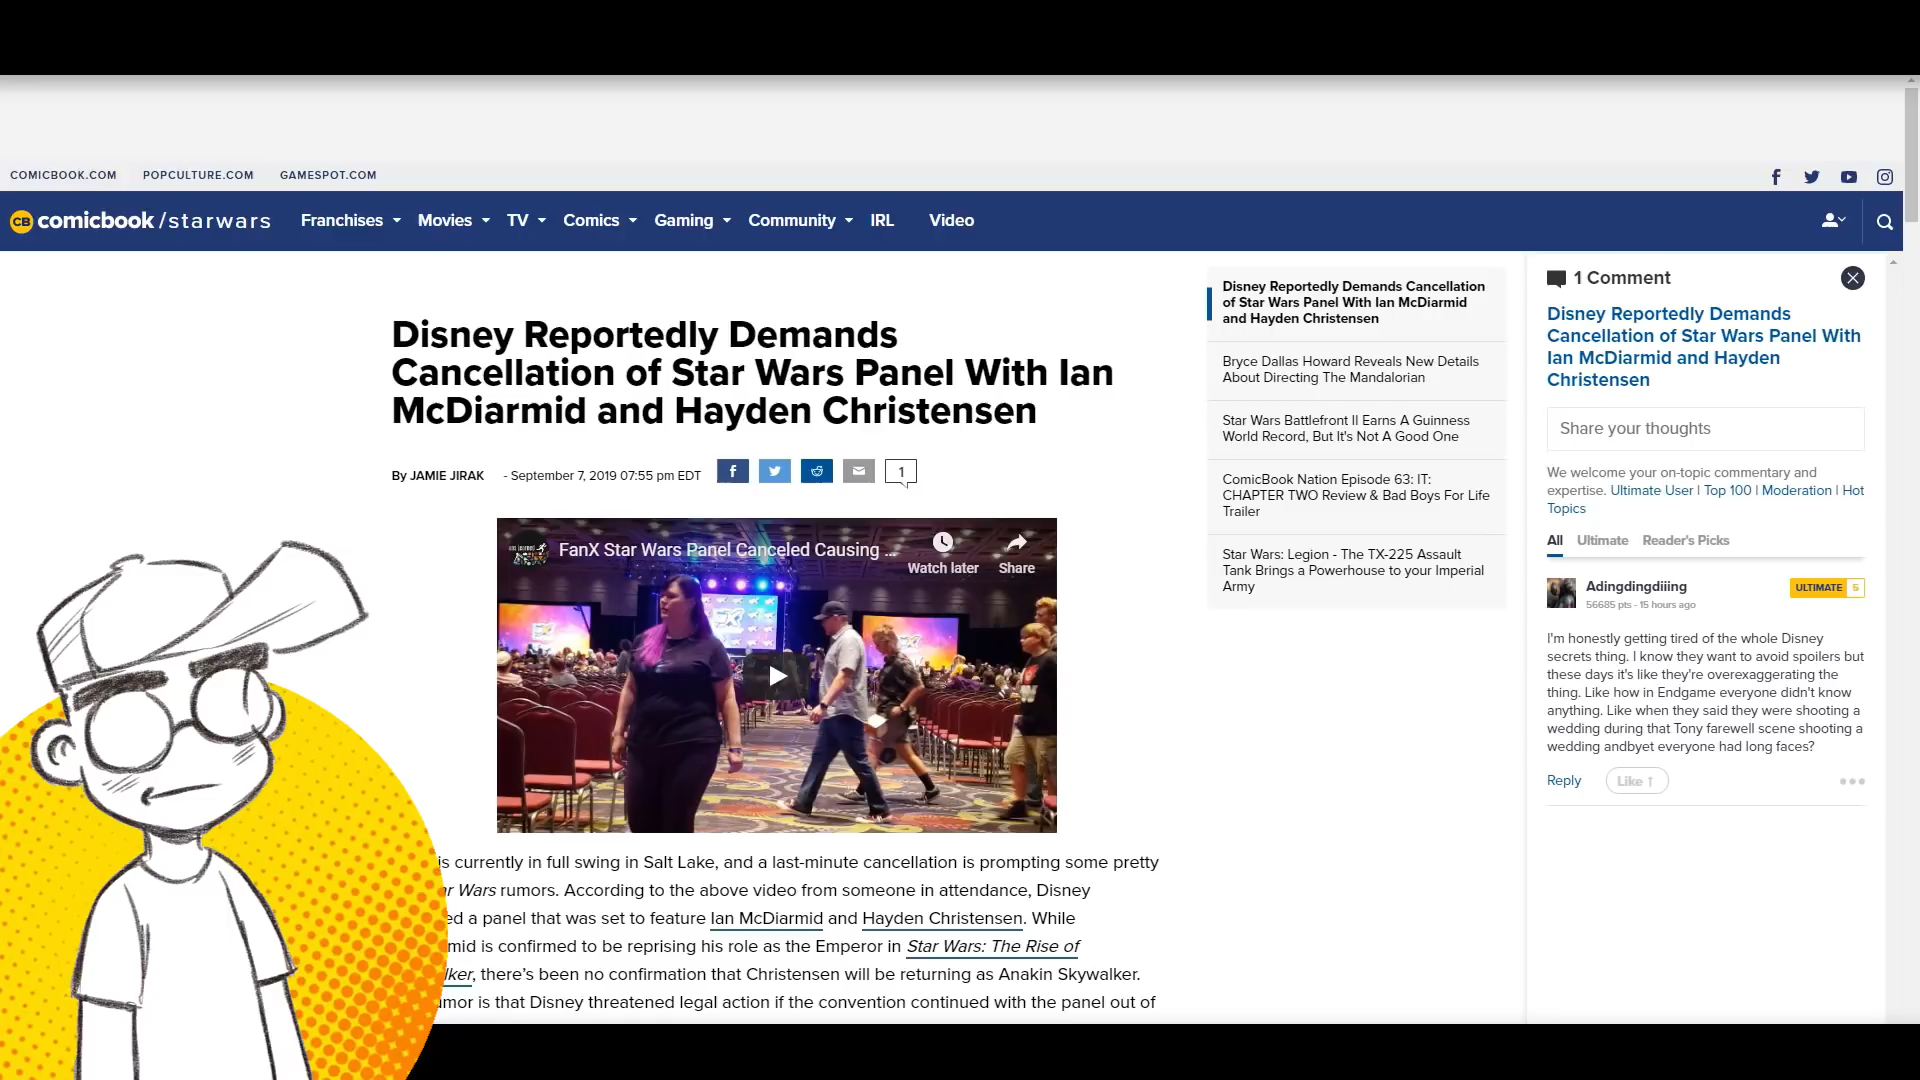 COMICBOOK.COM POPCULTURE.COM GAMESPOT.COM
CB comicbook /starwars Franchises Movies TV Comics Gaming Community IRL Video
Disney Reportedly Demands
Cancellation of Star Wars Panel With Ian
McDiarmid and Hayden Christensen
By JAMIE JIRAK - September 7, 2019 07:55 pm EDT
1
FanX Star Wars Panel Canceled Causing ...
Watch later Share
is currently in full swing in Salt Lake, and a last-minute cancellation is prompting some pretty
Wars rumors. According to the above video from someone in attendance, Disney
a panel that was set to feature Ian McDiarmid and Hayden Christensen. While
is confirmed to be reprising his role as the Emperor in Star Wars: The Rise of
there's been no confirmation that Christensen will be returning as Anakin Skywalker.
is that Disney threatened legal action if the convention continued with the panel out of
Disney Reportedly Demands Cancellation
of Star Wars Panel With Ian McDiarmid
and Hayden Christensen
Bryce Dallas Howard Reveals New Details
About Directing The Mandalorian
Star Wars Battlefront II Earns A Guinness
World Record, But It's Not A Good One
ComicBook Nation Episode 63: IT:
CHAPTER TWO Review & Bad Boys For Life
Trailer
Star Wars: Legion - The TX-225 Assault
Tank Brings a Powerhouse to your Imperial
Army
1 Comment
Disney Reportedly Demands
Cancellation of Star Wars Panel With
Ian McDiarmid and Hayden
Christensen
Share your thoughts
We welcome your on-topic commentary and
expertise. Ultimate User | Top 100 | Moderation | Hot
Topics
All Ultimate Reader's Picks
Adingdingdiiing ULTIMATE 5
56685 pts - 15 hours ago
I'm honestly getting tired of the whole Disney
secrets thing. I know they want to avoid spoilers but
these days it's like they're overexaggerating the
thing. Like how in Endgame everyone didn't know
anything. Like when they said they were shooting a
wedding during that Tony farewell scene shooting a
wedding andbyet everyone had long faces?
Reply Like ↑